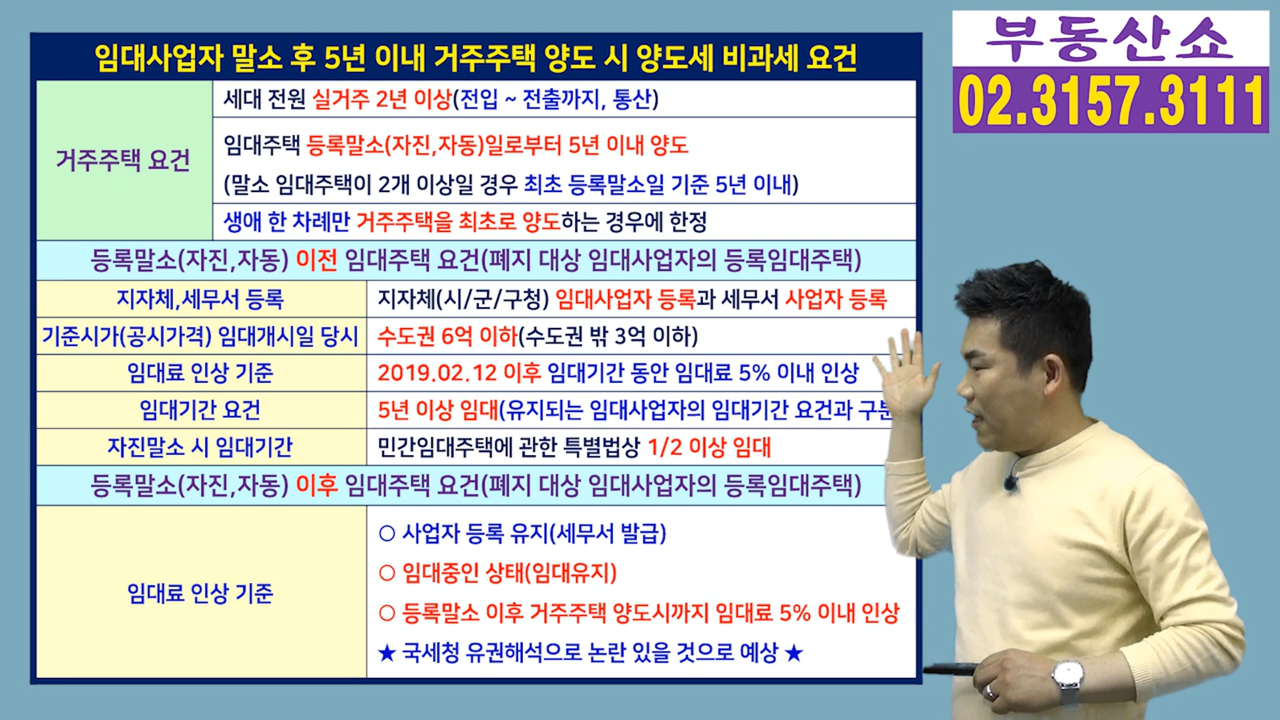 임대사업자 말소 후 5년 이내 거주주택 양도 시 양도세 비과세 요건
거주주택 요건
세대 전원 실거주 2년 이상(전입 ~ 전출까지, 통산)
임대주택 등록말소(자진,자동)일로부터 5년 이내 양도
(말소 임대주택이 2개 이상일 경우 최초 등록말소일 기준 5년 이내)
생애 한 차례만 거주주택을 최초로 양도하는 경우에 한정
등록말소(자진,자동) 이전 임대주택 요건(폐지 대상 임대사업자의 등록임대주택)
지자체,세무서 등록
지자체(시/군/구청) 임대사업자 등록과 세무서 사업자 등록
기준시가(공시가격) 임대개시일 당시
수도권 6억 이하(수도권 밖 3억 이하)
임대료 인상 기준
2019.02.12 이후 임대기간 동안 임대료 5% 이내 인상
임대기간 요건
5년 이상 임대(유지되는 임대사업자의 임대기간 요건과 구분
자진말소 시 임대기간
민간임대주택에 관한 특별법상 1/2 이상 임대
등록말소(자진,자동) 이후 임대주택 요건(폐지 대상 임대사업자의 등록임대주택)
임대료 인상 기준
○ 사업자 등록 유지(세무서 발급)
○ 임대중인 상태(임대유지)
○ 등록말소 이후 거주주택 양도시까지 임대료 5% 이내 인상
★ 국세청 유권해석으로 논란 있을 것으로 예상 ★
부동산쇼
02.3157.3111